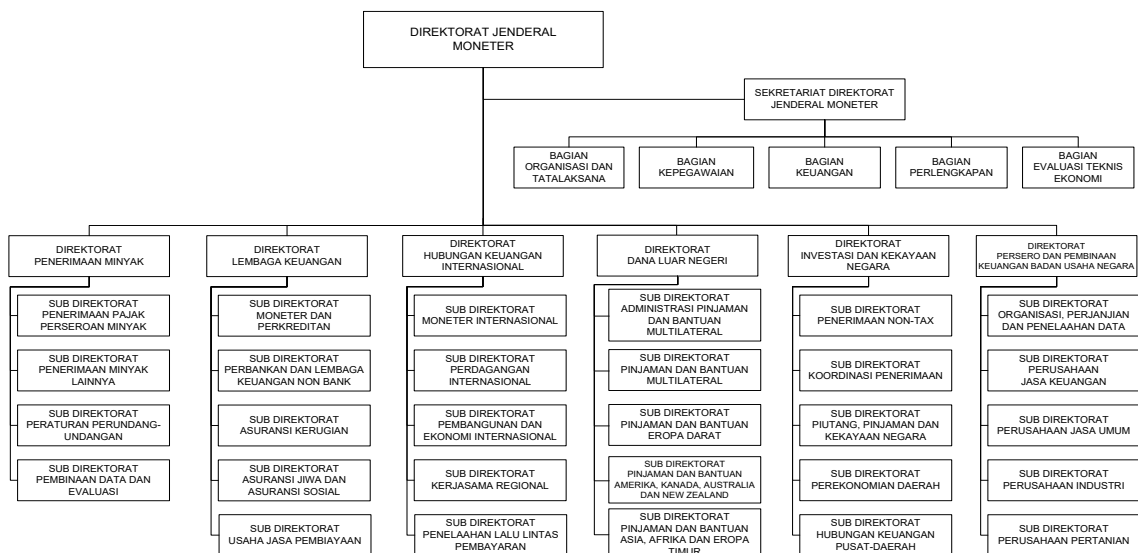 DIREKTORAT JENDERAL
MONETER
SEKRETARIAT DIREKTORAT
JENDERAL MONETER
BAGIAN
ORGANISASI DAN
TATALAKSANA
BAGIAN
KEPEGAWAIAN
BAGIAN
KEUANGAN
BAGIAN
PERLENGKAPAN
BAGIAN
EVALUASI TEKNIS
EKONOMI
DIREKTORAT
PENERIMAAN MINYAK
SUB DIREKTORAT
PENERIMAAN PAJAK
PERSEROAN MINYAK
SUB DIREKTORAT
PENERIMAAN MINYAK
LAINNYA
SUB DIREKTORAT
PERATURAN PERUNDANG-
UNDANGAN
SUB DIREKTORAT
PEMBINAAN DATA DAN
EVALUASI
DIREKTORAT
LEMBAGA KEUANGAN
SUB DIREKTORAT
MONETER DAN
PERKREDITAN
SUB DIREKTORAT
PERBANKAN DAN LEMBAGA
KEUANGAN NON BANK
SUB DIREKTORAT
ASURANSI KERUGIAN
SUB DIREKTORAT
ASURANSI JIWA DAN
ASURANSI SOSIAL
SUB DIREKTORAT
USAHA JASA PEMBIAYAAN
DIREKTORAT
HUBUNGAN KEUANGAN
INTERNASIONAL
SUB DIREKTORAT
MONETER INTERNASIONAL
SUB DIREKTORAT
PERDAGANGAN
INTERNASIONAL
SUB DIREKTORAT
PEMBANGUNAN DAN
EKONOMI INTERNASIONAL
SUB DIREKTORAT
KERJASAMA REGIONAL
SUB DIREKTORAT
PENELAAHAN LALU LINTAS
PEMBAYARAN
DIREKTORAT
DANA LUAR NEGERI
SUB DIREKTORAT
ADMINISTRASI PINJAMAN
DAN BANTUAN
MULTILATERAL
SUB DIREKTORAT
PINJAMAN DAN BANTUAN
MULTILATERAL
SUB DIREKTORAT
PINJAMAN DAN BANTUAN
EROPA DARAT
SUB DIREKTORAT
PINJAMAN DAN BANTUAN
AMERIKA, KANADA, AUSTRALIA
DAN NEW ZEALAND
SUB DIREKTORAT
PINJAMAN DAN BANTUAN
ASIA, AFRIKA DAN EROPA
TIMUR
DIREKTORAT
INVESTASI DAN KEKAYAAN
NEGARA
SUB DIREKTORAT
PENERIMAAN NON-TAX
SUB DIREKTORAT
KOORDINASI PENERIMAAN
SUB DIREKTORAT
PIUTANG, PINJAMAN DAN
KEKAYAAN NEGARA
SUB DIREKTORAT
PEREKONOMIAN DAERAH
SUB DIREKTORAT
HUBUNGAN KEUANGAN
PUSAT-DAERAH
DIREKTORAT
PERSERO DAN PEMBINAAN
KEUANGAN BADAN USAHA NEGARA
SUB DIREKTORAT
ORGANISASI, PERJANJIAN
DAN PENELAAHAN DATA
SUB DIREKTORAT
PERUSAHAAN
JASA KEUANGAN
SUB DIREKTORAT
PERUSAHAAN JASA UMUM
SUB DIREKTORAT
PERUSAHAAN INDUSTRI
SUB DIREKTORAT
PERUSAHAAN PERTANIAN